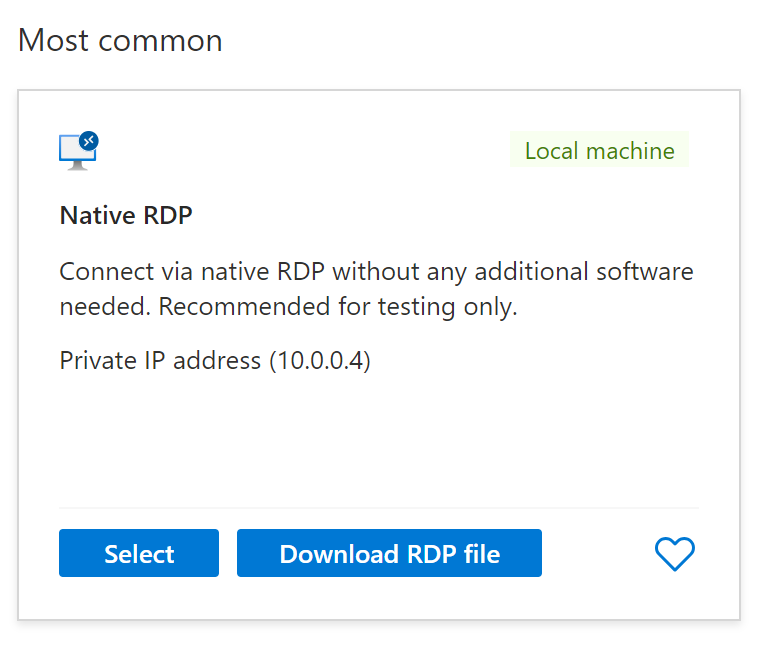 Most common
Local machine
Native RDP
Connect via native RDP without any additional software
needed. Recommended for testing only.
Private IP address (10.0.0.4)
Select
Download RDP file